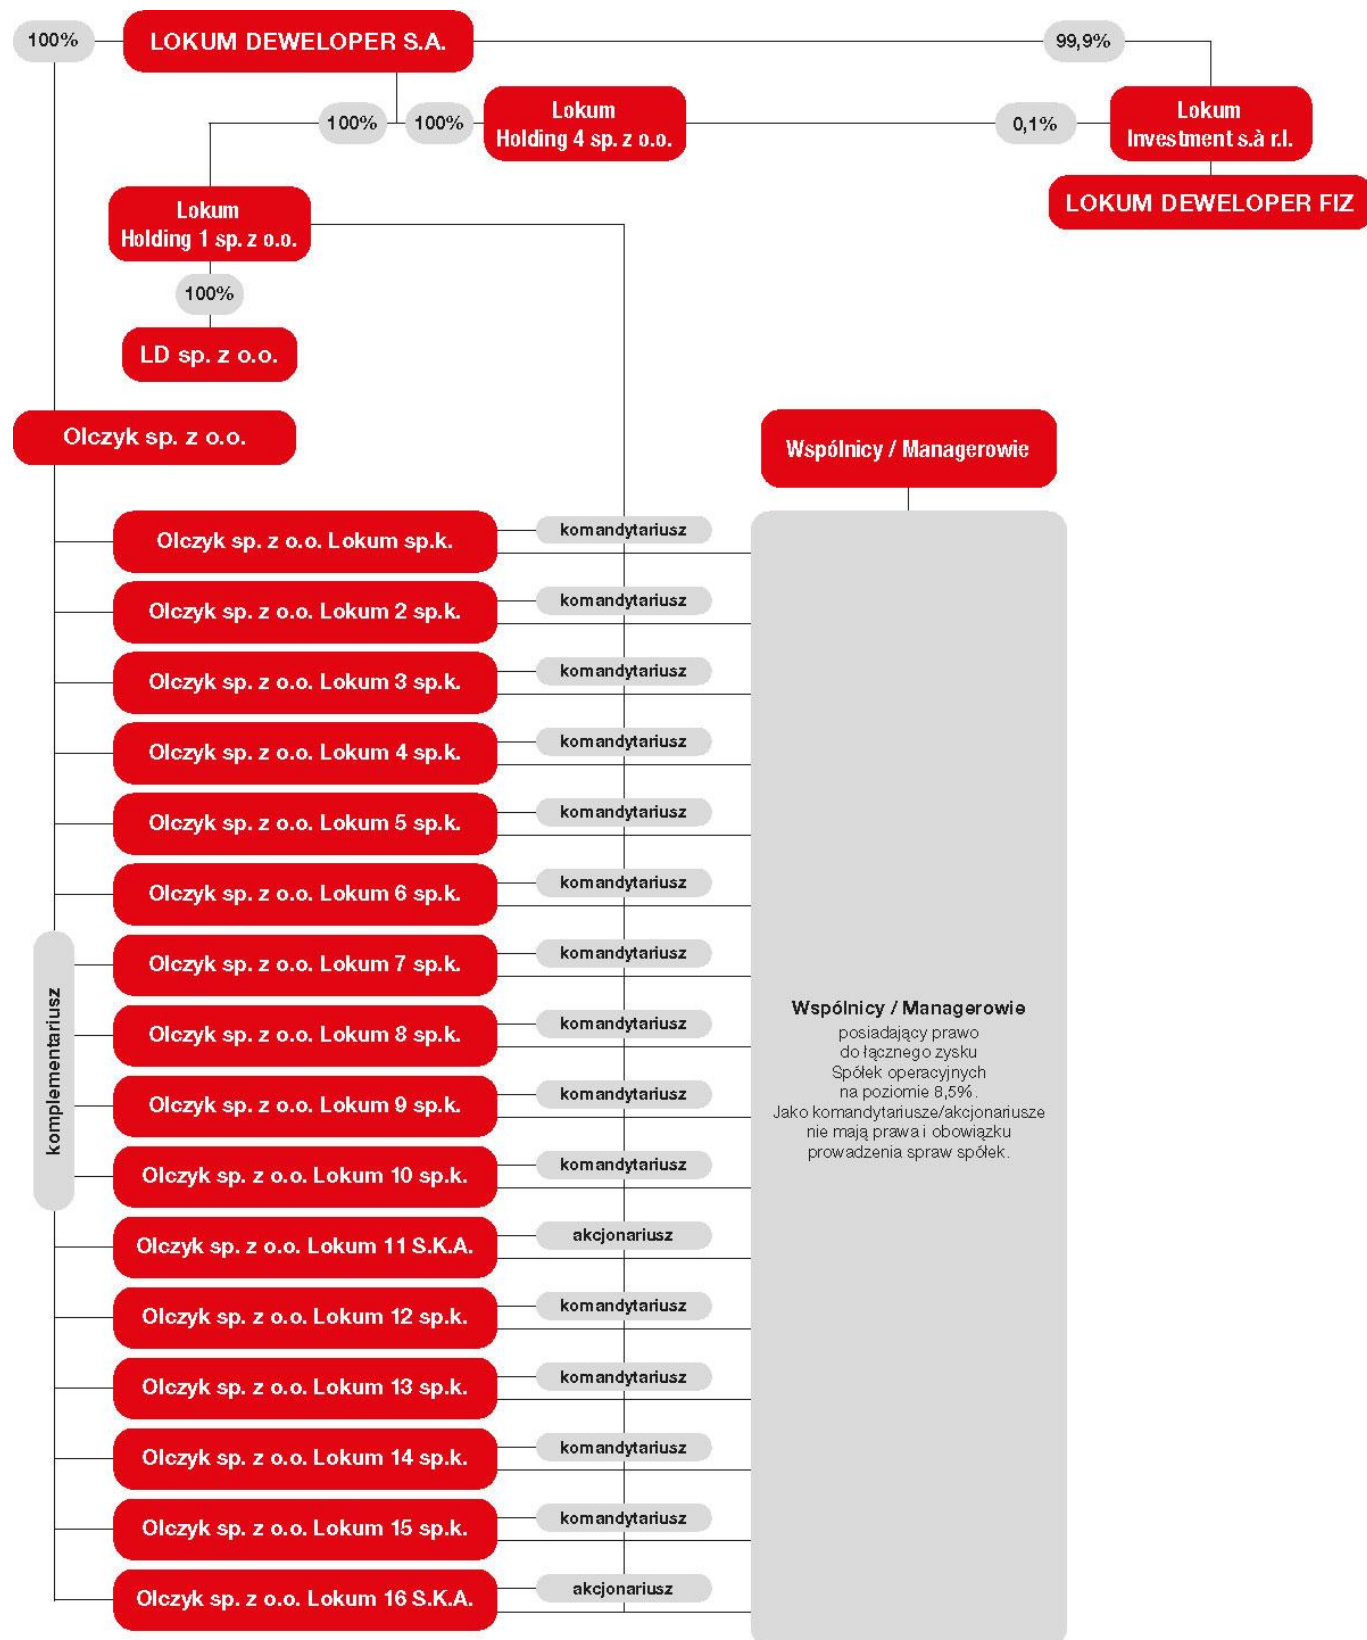 100%
LOKUM DEWELOPER S.A.
99,9%
100%
100%
Lokum
Holding 4 sp. z o.o.
0,1%
Lokum
Investment s.à r.l.
LOKUM DEWELOPER FIZ
Lokum
Holding 1 sp. z o.o.
100%
LD sp. z o.o.
Olczyk sp. z o.o.
Wspólnicy / Managerowie
Olczyk sp. z o.o. Lokum sp.k.
komandytariusz
Olczyk sp. z o.o. Lokum 2 sp.k.
komandytariusz
Olczyk sp. z o.o. Lokum 3 sp.k.
komandytariusz
Olczyk sp. z o.o. Lokum 4 sp.k.
komandytariusz
Olczyk sp. z o.o. Lokum 5 sp.k.
komandytariusz
Olczyk sp. z o.o. Lokum 6 sp.k.
komandytariusz
Olczyk sp. z o.o. Lokum 7 sp.k.
komandytariusz
Olczyk sp. z o.o. Lokum 8 sp.k.
komandytariusz
Olczyk sp. z o.o. Lokum 9 sp.k.
komandytariusz
Olczyk sp. z o.o. Lokum 10 sp.k.
komandytariusz
Olczyk sp. z o.o. Lokum 11 S.K.A.
akcjonariusz
Olczyk sp. z o.o. Lokum 12 sp.k.
komandytariusz
Olczyk sp. z o.o. Lokum 13 sp.k.
komandytariusz
Olczyk sp. z o.o. Lokum 14 sp.k.
komandytariusz
Olczyk sp. z o.o. Lokum 15 sp.k.
komandytariusz
Olczyk sp. z o.o. Lokum 16 S.K.A.
akcjonariusz
komplementariusz
Wspólnicy / Managerowie
posiadający prawo
do łącznego zysku
Spółek operacyjnych
na poziomie 8,5%.
Jako komandytariusze/akcjonariusze
nie mają prawa i obowiązku
prowadzenia spraw spółek.